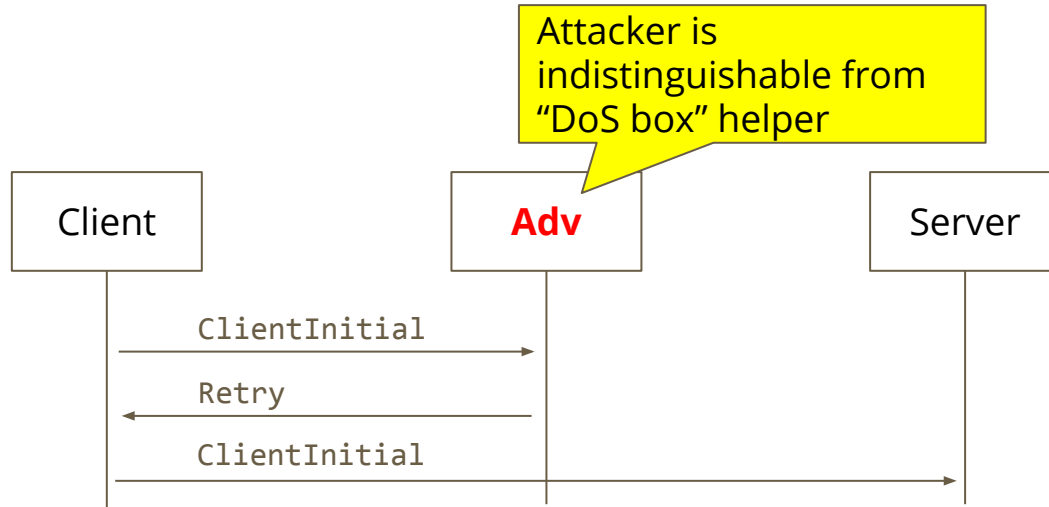 Attacker is
indistinguishable from
“DoS box” helper
Client
Adv
Server
ClientInitial
Retry
ClientInitial